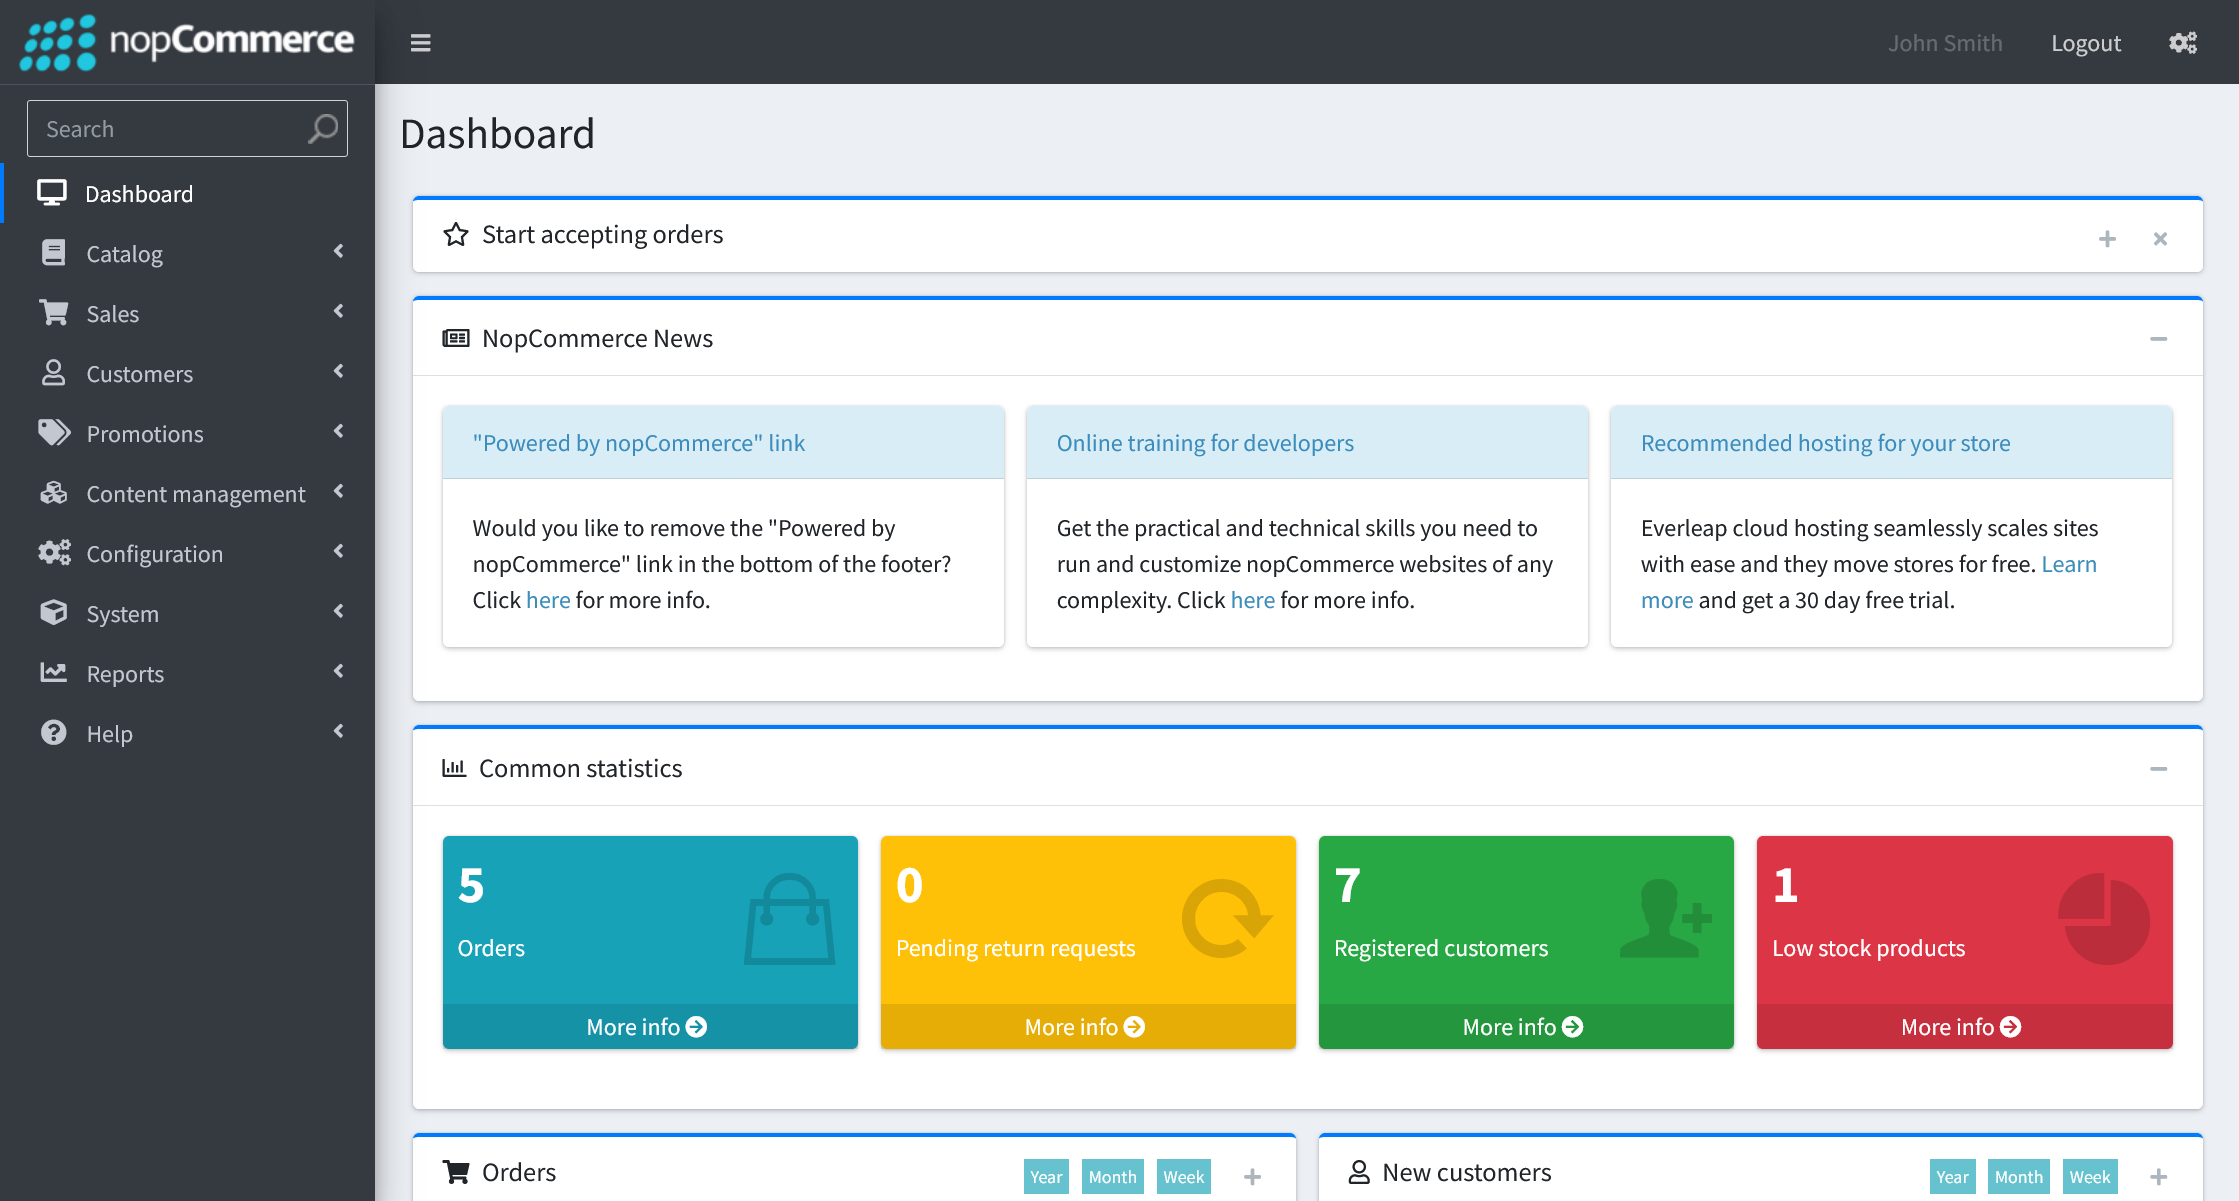 nopCommerce
John Smith
Logout
Search
Dashboard
Catalog
Sales
Customers
Promotions
Content management
Configuration
System
Reports
Help
Dashboard
Start accepting orders
NopCommerce News
"Powered by nopCommerce" link
Would you like to remove the "Powered by
nopCommerce" link in the bottom of the footer?
Click here for more info.
Online training for developers
Get the practical and technical skills you need to
run and customize nopCommerce websites of any
complexity. Click here for more info.
Recommended hosting for your store
Everleap cloud hosting seamlessly scales sites
with ease and they move stores for free. Learn
more and get a 30 day free trial.
Common statistics
5
Orders
More info
0
Pending return requests
More info
7
Registered customers
More info
1
Low stock products
More info
Orders
Year
Month
Week
New customers
Year
Month
Week